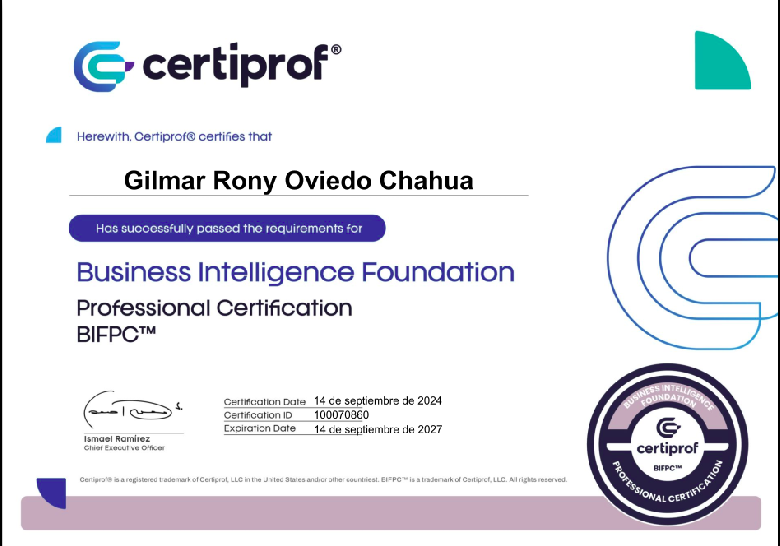 certiprof®
Herewith, Certiprof® certifies that
Gilmar Rony Oviedo Chahua
Has successfully passed the requirements for
Business Intelligence Foundation
Professional Certification
BIFPC™
Certification Date 14 de septiembre de 2024
Certification ID 100070860
Expiration Date 14 de septiembre de 2027
Ismael Ramírez
Chief Executive Officer
BUSINESS INTELLIGENCE
FOUNDATION
certiprof
BIFPC™
PROFESSIONAL CERTIFICATION
Certiprof® is a registered trademark of Certiprof, LLC in the United States and/or other countriest. BIFPC™ is a trademark of Certiprof, LLC. All rights reserved.